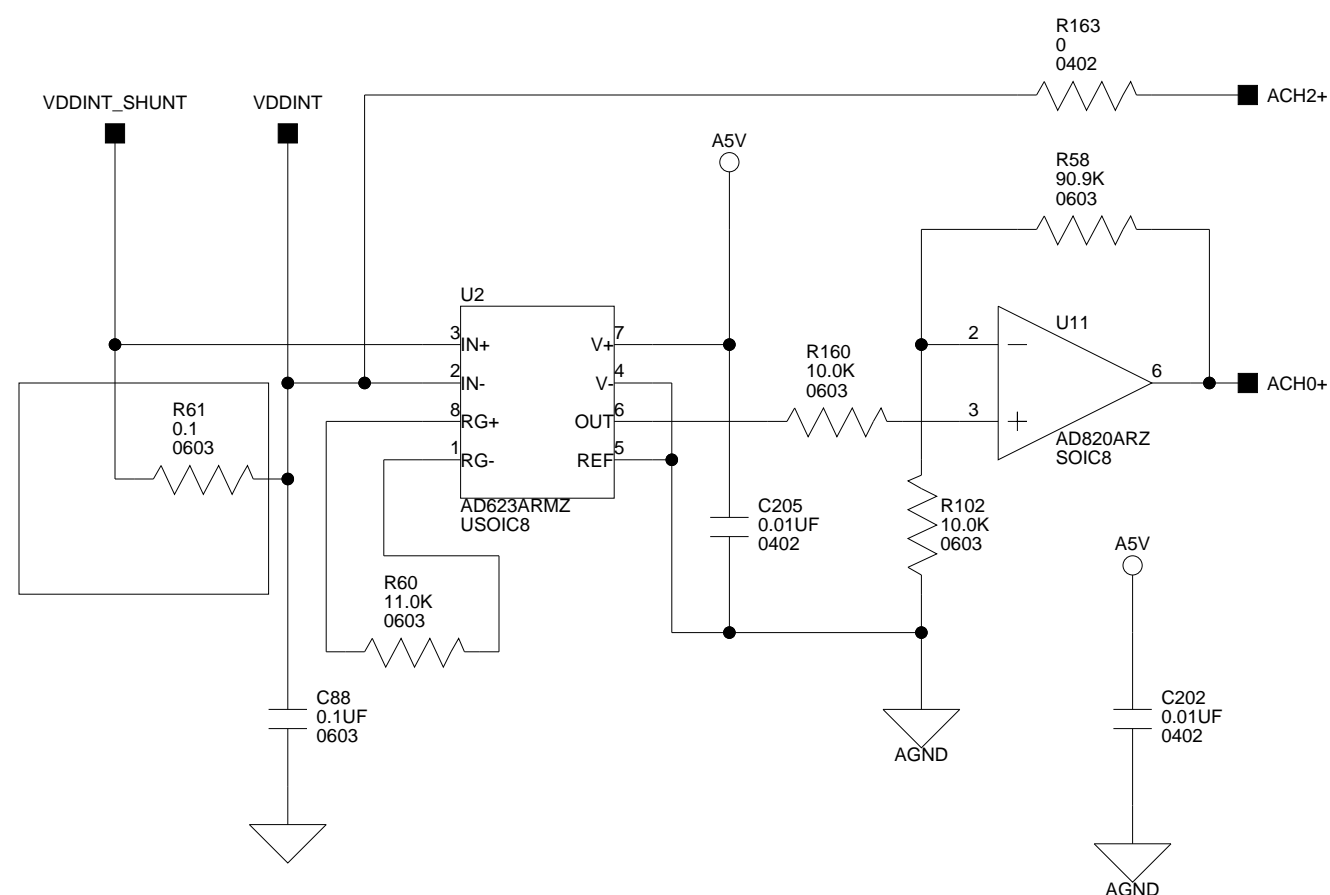 R163
0
0402
VDDINT_SHUNT
VDDINT
ACH2+
A5V
R58
90.9K
0603
U2
3
IN+
V+
7
2
IN-
V-
4
8
RG+
OUT
6
1
RG-
REF
5
AD623ARMZ
USOIC8
R61
0.1
0603
R160
10.0K
0603
U11
2
3
6
ACH0+
AD820ARZ
SOIC8
C205
0.01UF
0402
R102
10.0K
0603
A5V
R60
11.0K
0603
C88
0.1UF
0603
AGND
C202
0.01UF
0402
AGND